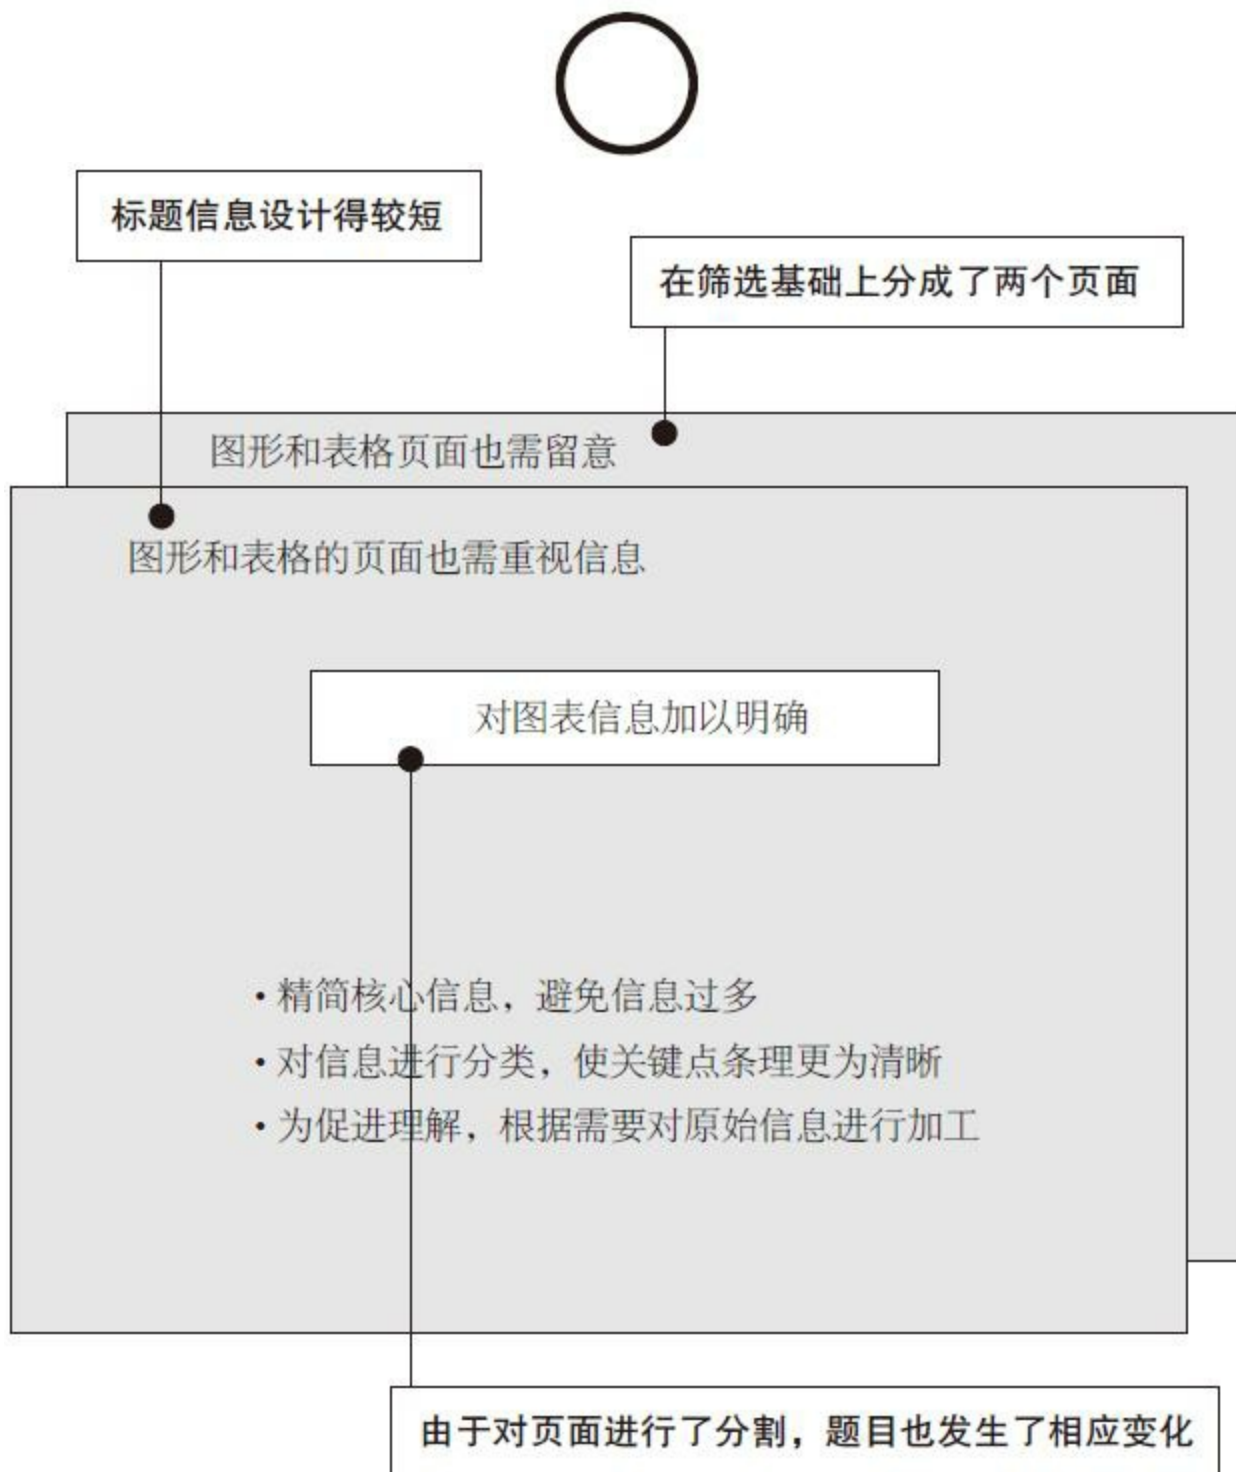 标题信息设计得较短
在筛选基础上分成了两个页面
图形和表格页面也需留意
图形和表格的页面也需重视信息
对图表信息加以明确
·精简核心信息，避免信息过多
·对信息进行分类，使关键点条理更为清晰
·为促进理解，根据需要对原始信息进行加工
由于对页面进行了分割，题目也发生了相应变化